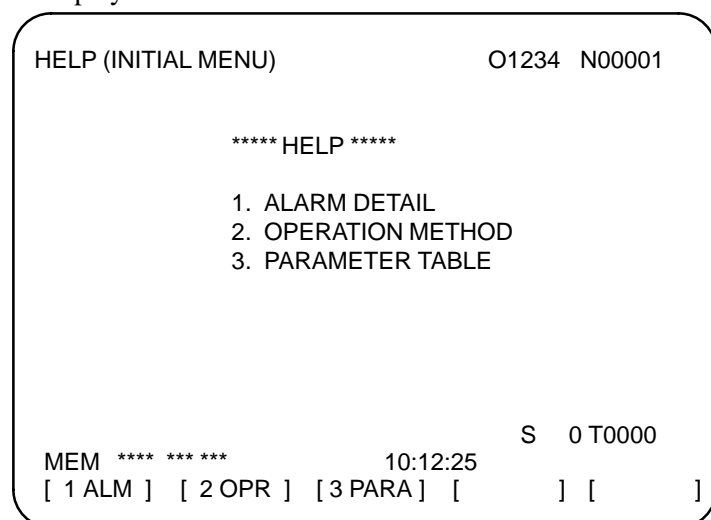 HELP (INITIAL MENU) O1234 N00001
***** HELP *****
1. ALARM DETAIL
2. OPERATION METHOD
3. PARAMETER TABLE
S 0 T0000
MEM **** *** *** 10:12:25
[ 1 ALM ] [ 2 OPR ] [ 3 PARA ] [ ] [ ]